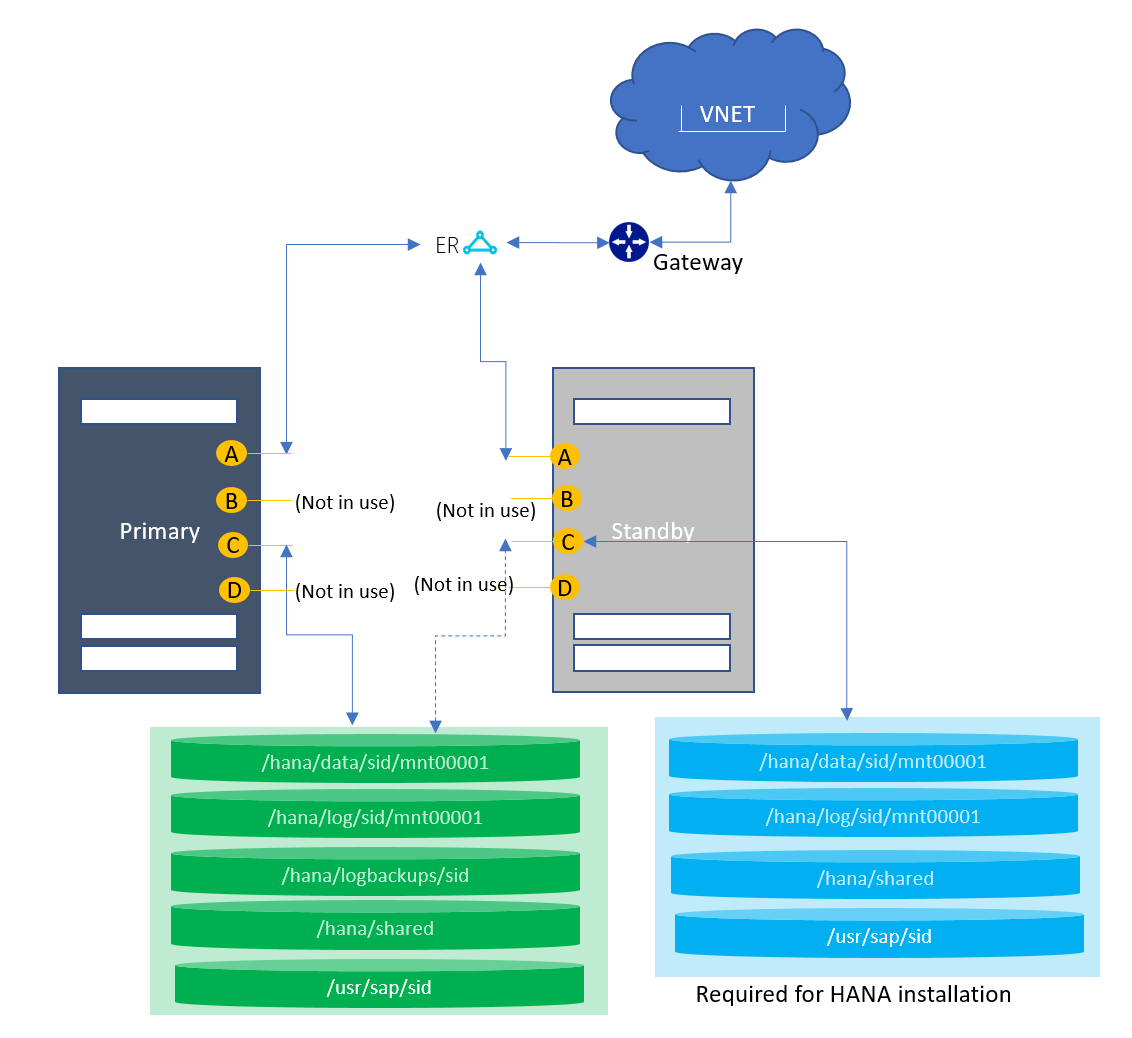 VNET
ER
Gateway
A
A
B
(Not in use)
B
(Not in use)
Primary
Standby
C
C
D
(Not in use)
(Not in use)
D
/hana/data/sid/mnt00001
/hana/log/sid/mnt00001
/hana/logbackups/sid
/hana/shared
/usr/sap/sid
/hana/data/sid/mnt00001
/hana/log/sid/mnt00001
/hana/shared
/usr/sap/sid
Required for HANA installation